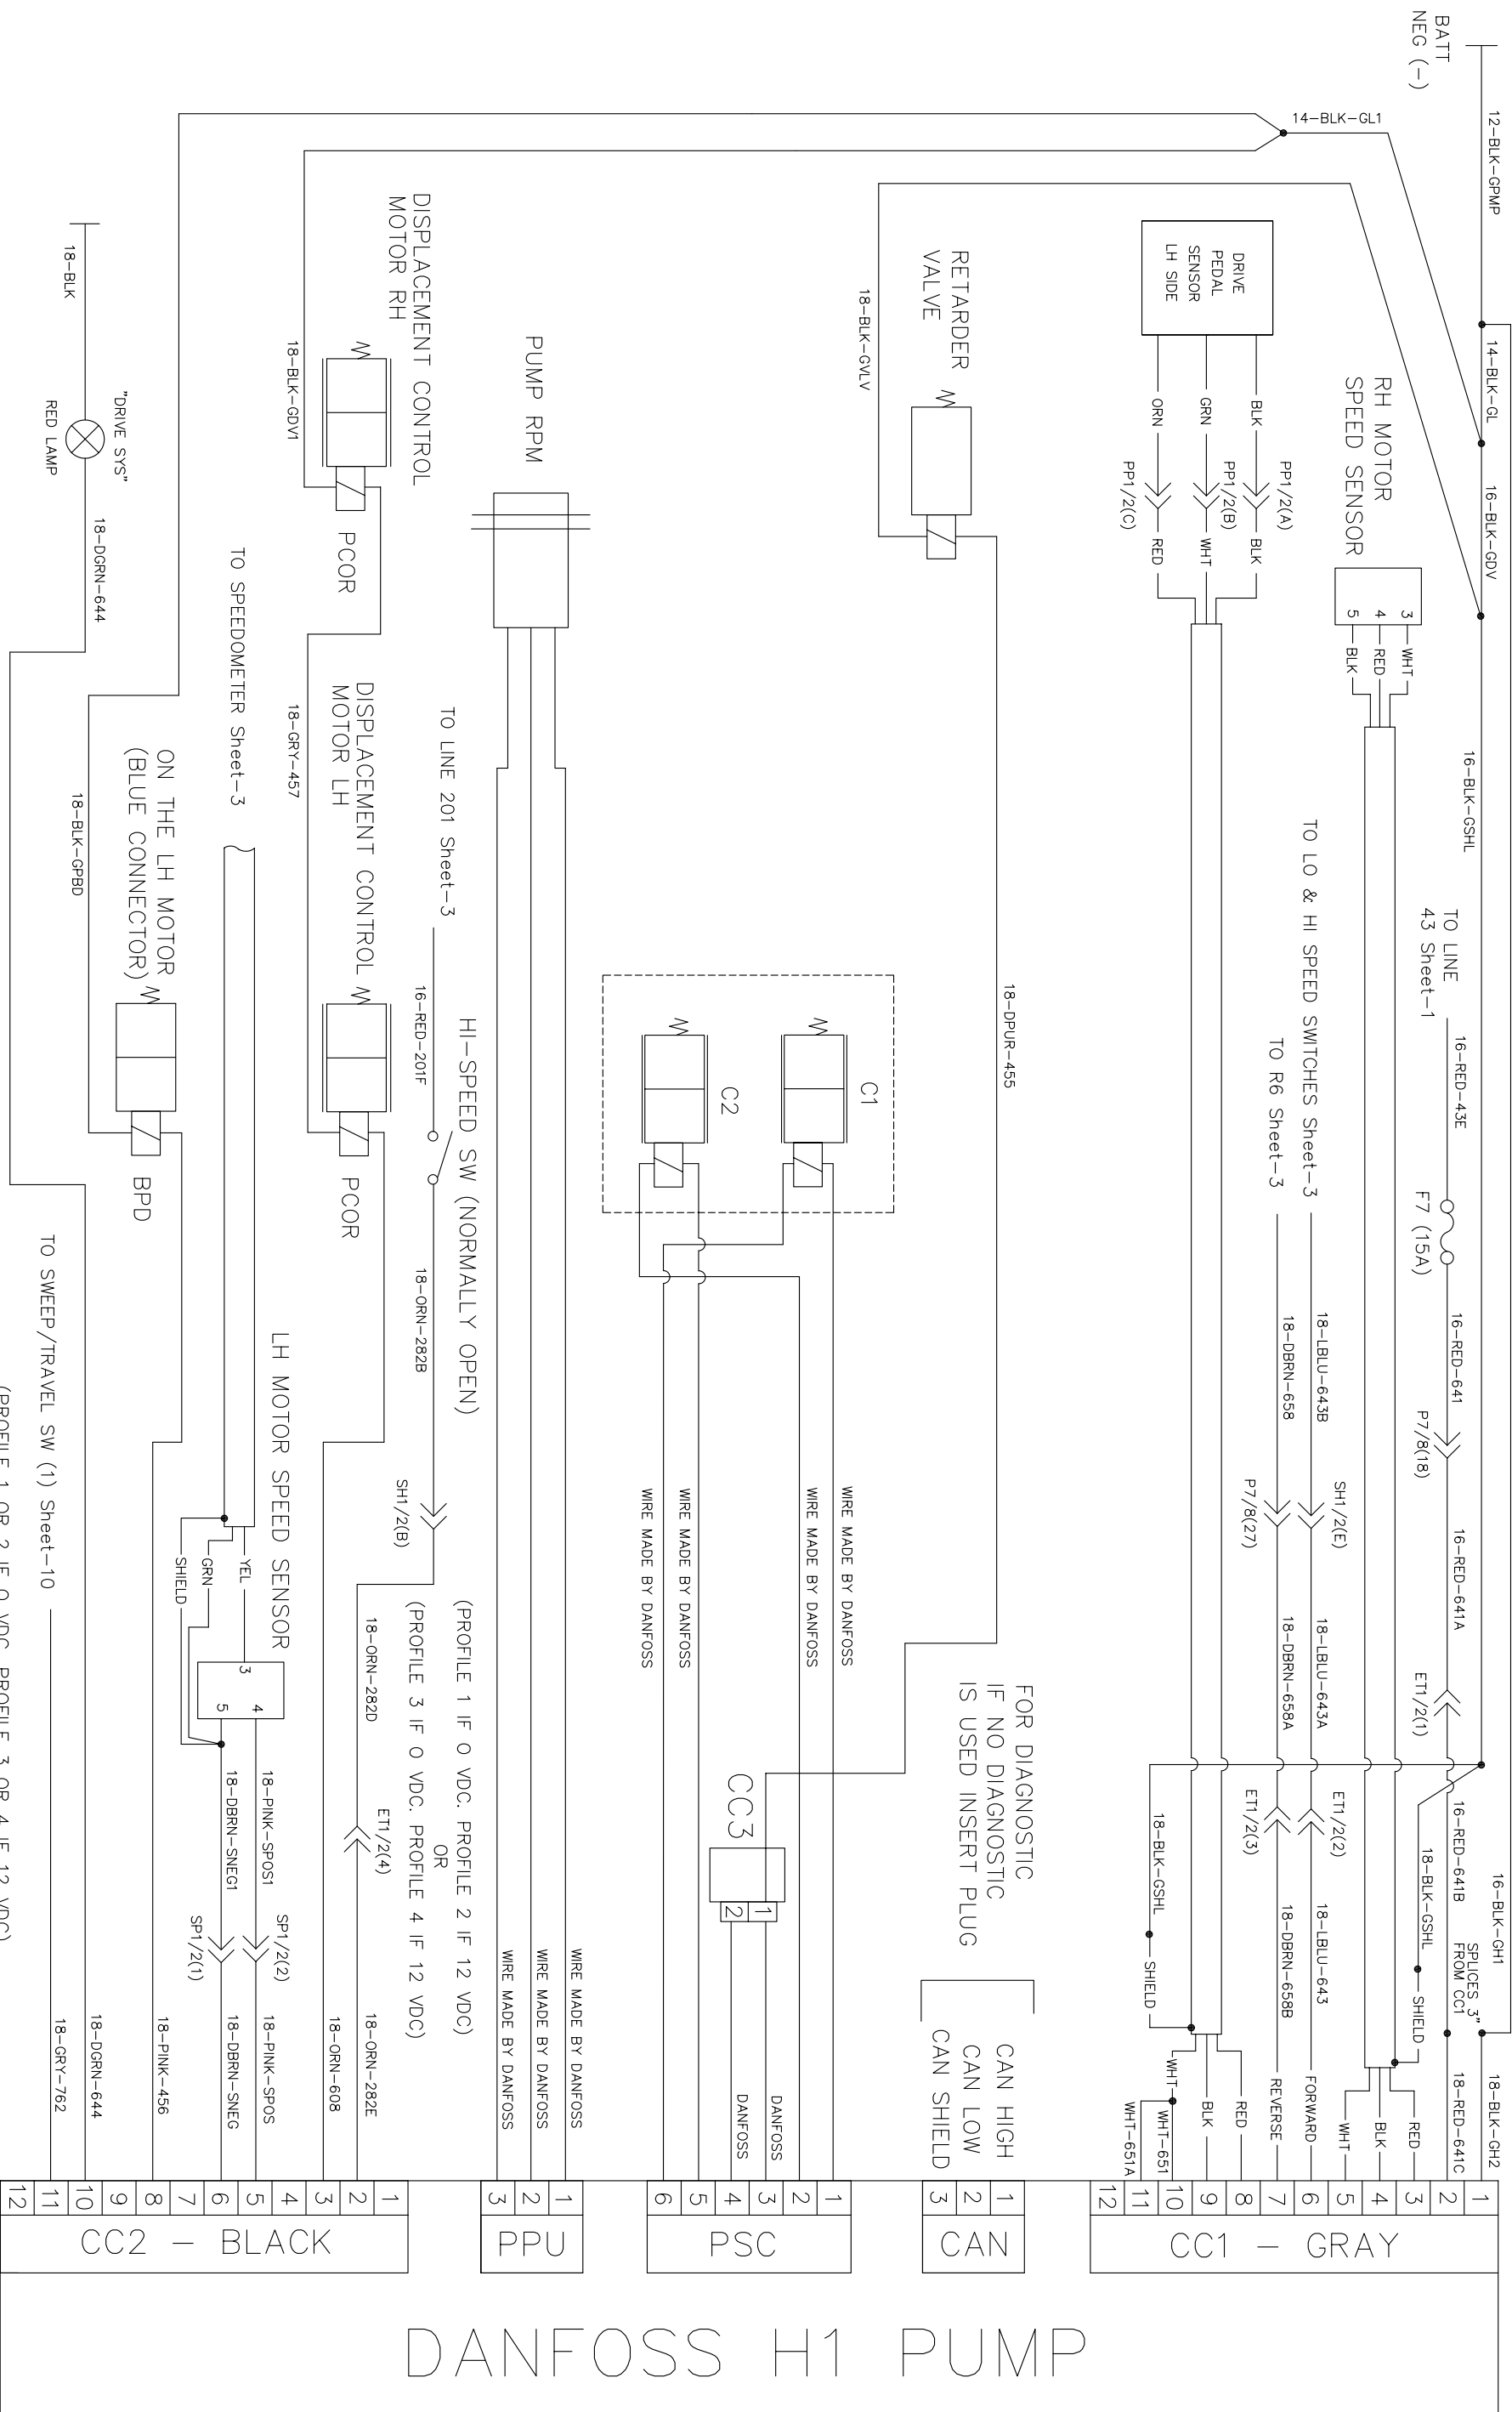 BATT
NEG (-)
12-BLK-GPMP
14-BLK-GL
16-BLK-GDV
16-BLK-GSHL
16-BLK-GH1
18-BLK-GH2
14-BLK-GL1
TO LINE
43 Sheet-1
16-RED-43E
F7 (15A)
16-RED-641
P7/8(18)
16-RED-641A
ET1/2(1)
16-RED-641B
SPLICES 3"
FROM CC1
18-RED-641C
RH MOTOR
SPEED SENSOR
3
4
5
WHT
RED
BLK
18-BLK-GSHL
SHIELD
RED
BLK
WHT
TO LO & HI SPEED SWITCHES Sheet-3
18-LBLU-643B
SH1/2(E)
18-LBLU-643A
ET1/2(2)
18-LBLU-643
FORWARD
TO R6 Sheet-3
18-DBRN-658
P7/8(27)
18-DBRN-658A
ET1/2(3)
18-DBRN-658B
REVERSE
DRIVE
PEDAL
SENSOR
LH SIDE
BLK
PP1/2(A)
BLK
GRN
PP1/2(B)
WHT
ORN
PP1/2(C)
RED
18-BLK-GSHL
SHIELD
RED
BLK
WHT
WHT-651
WHT-651A
1
2
3
4
5
6
7
8
9
10
11
12
CC1 - GRAY
RETARDER
VALVE
18-BLK-GVLV
18-DPUR-455
FOR DIAGNOSTIC
IF NO DIAGNOSTIC
IS USED INSERT PLUG
CAN HIGH
CAN LOW
CAN SHIELD
1
2
3
CAN
C1
C2
WIRE MADE BY DANFOSS
WIRE MADE BY DANFOSS
WIRE MADE BY DANFOSS
WIRE MADE BY DANFOSS
CC3
1
2
DANFOSS
DANFOSS
1
2
3
4
5
6
PSC
PUMP RPM
WIRE MADE BY DANFOSS
WIRE MADE BY DANFOSS
WIRE MADE BY DANFOSS
1
2
3
PPU
HI-SPEED SW (NORMALLY OPEN)
TO LINE 201 Sheet-3
16-RED-201F
18-ORN-282B
SH1/2(B)
(PROFILE 1 IF 0 VDC. PROFILE 2 IF 12 VDC)
OR
(PROFILE 3 IF 0 VDC. PROFILE 4 IF 12 VDC)
18-ORN-282D
ET1/2(4)
18-ORN-282E
DISPLACEMENT CONTROL
MOTOR RH
PCOR
18-BLK-GDV1
18-GRY-457
DISPLACEMENT CONTROL
MOTOR LH
PCOR
18-ORN-608
TO SPEEDOMETER Sheet-3
LH MOTOR SPEED SENSOR
YEL
GRN
SHIELD
3
4
5
18-PINK-SPOS1
SP1/2(2)
18-PINK-SPOS
18-DBRN-SNEG1
SP1/2(1)
18-DBRN-SNEG
ON THE LH MOTOR
(BLUE CONNECTOR)
BPD
18-BLK-GPBD
18-PINK-456
18-BLK
"DRIVE SYS"
RED LAMP
18-DGRN-644
18-DGRN-644
TO SWEEP/TRAVEL SW (1) Sheet-10
18-GRY-762
(PROFILE 1 OR 2 IF 0 VDC. PROFILE 3 OR 4 IF 12 VDC)
1
2
3
4
5
6
7
8
9
10
11
12
CC2 - BLACK
DANFOSS H1 PUMP